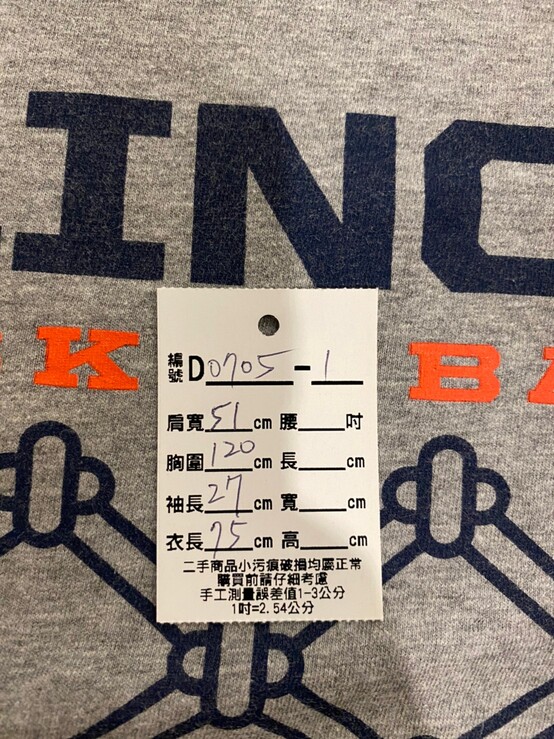 INC
K BA
編號D0705-1
肩寬51cm 腰____吋
胸圍120cm 長____cm
袖長27cm 寬____cm
衣長75cm 高____cm
二手商品小污痕破損均屬正常
購買前請仔細考慮
手工測量誤差值1-3公分
1吋=2.54公分